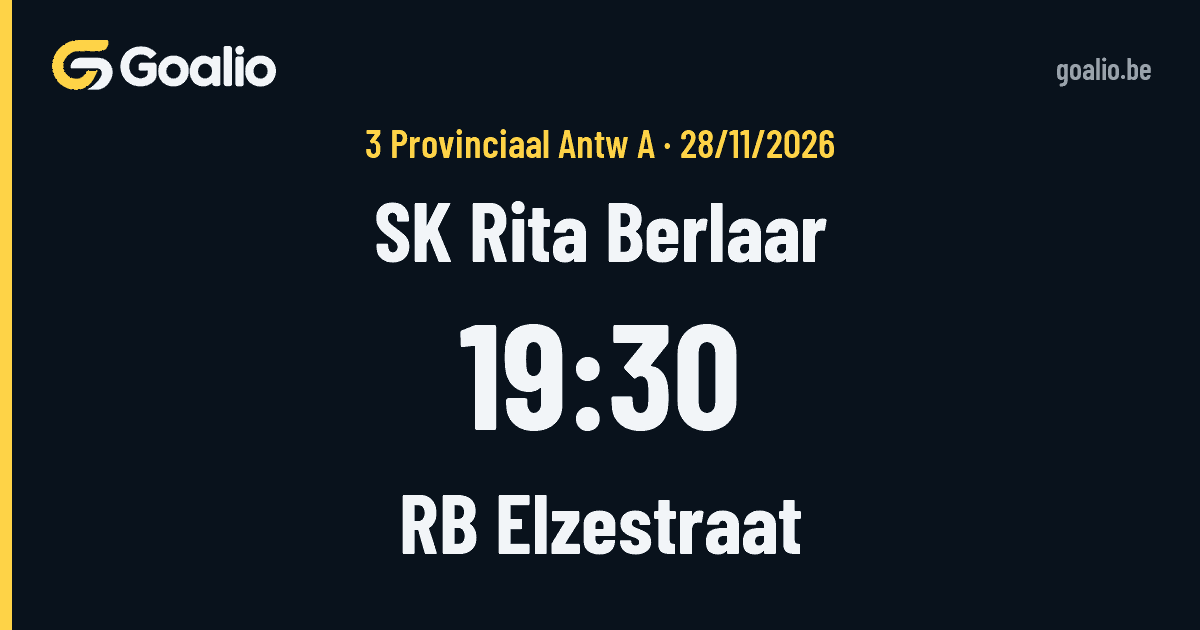 Goalio
goalio.be
3 Provinciaal Antw A · 28/11/2026
SK Rita Berlaar
19:30
RB Elzestraat